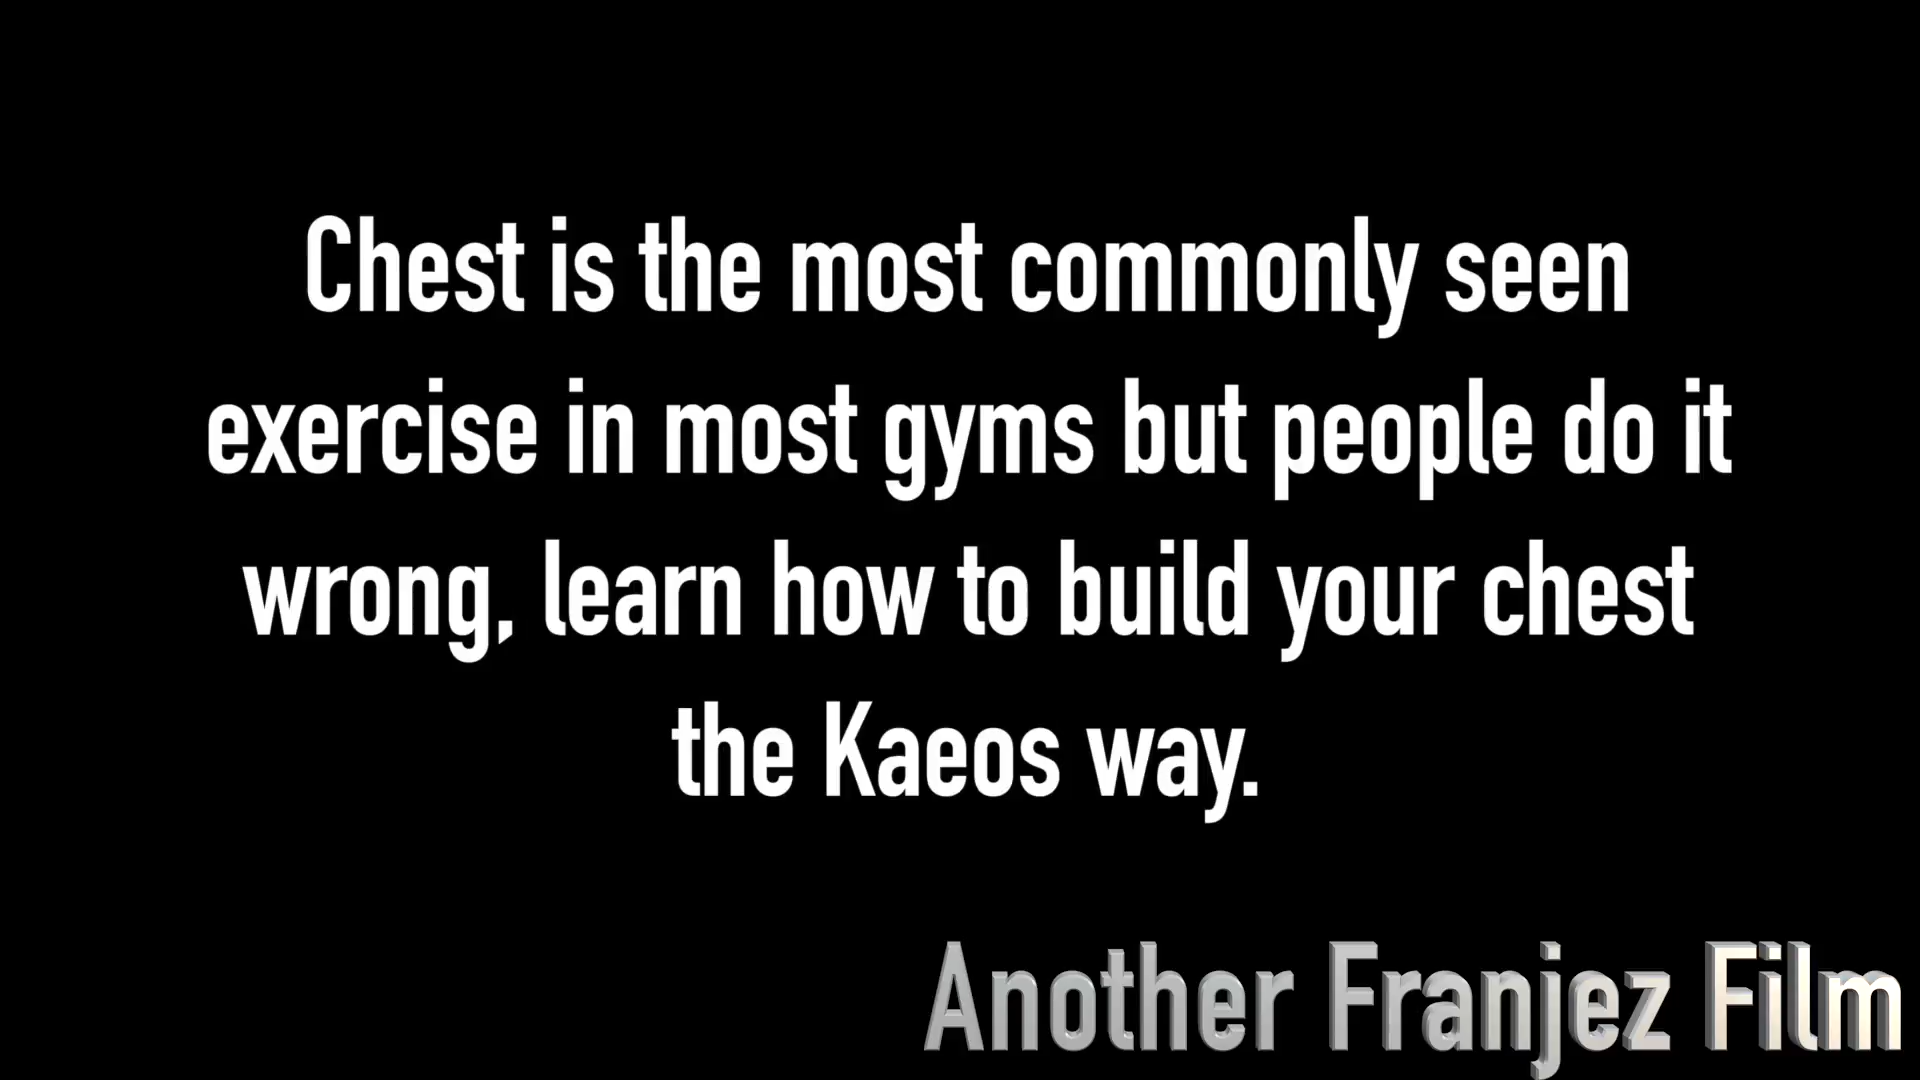 Chest is the most commonly seen
exercise in most gyms but people do it
wrong, learn how to build your chest
the Kaeos way.
Another Franjez Film